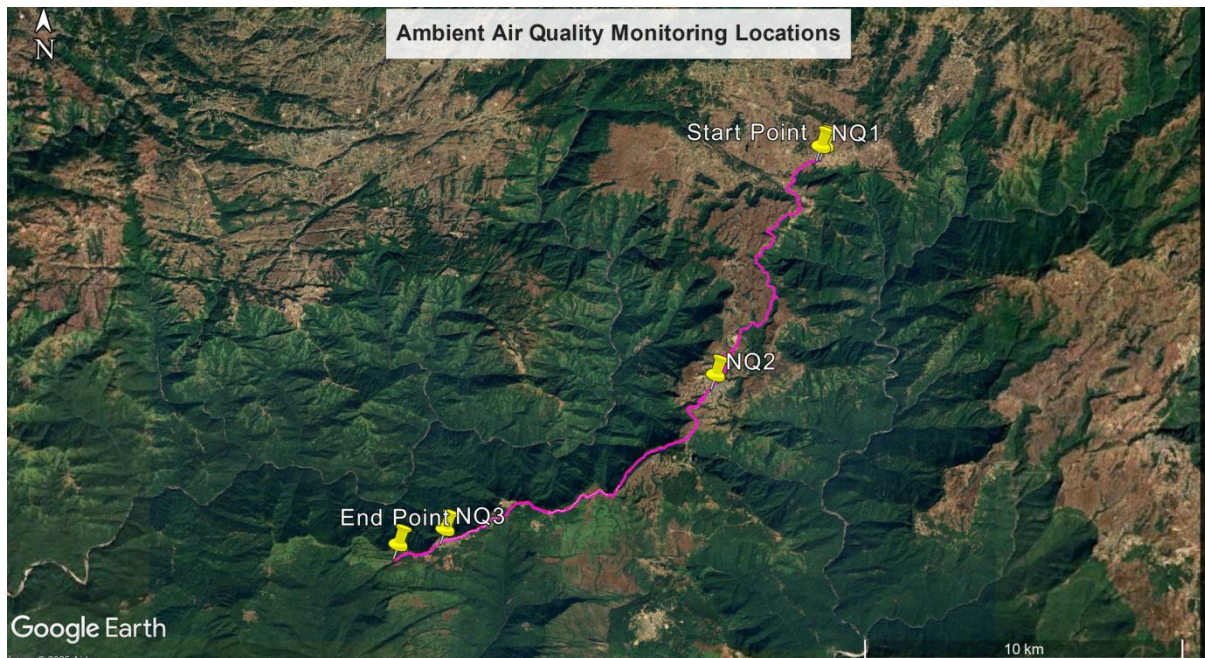 Ambient Air Quality Monitoring Locations
N
Start Point NQ1
NQ2
End Point NQ3
Google Earth
10 km